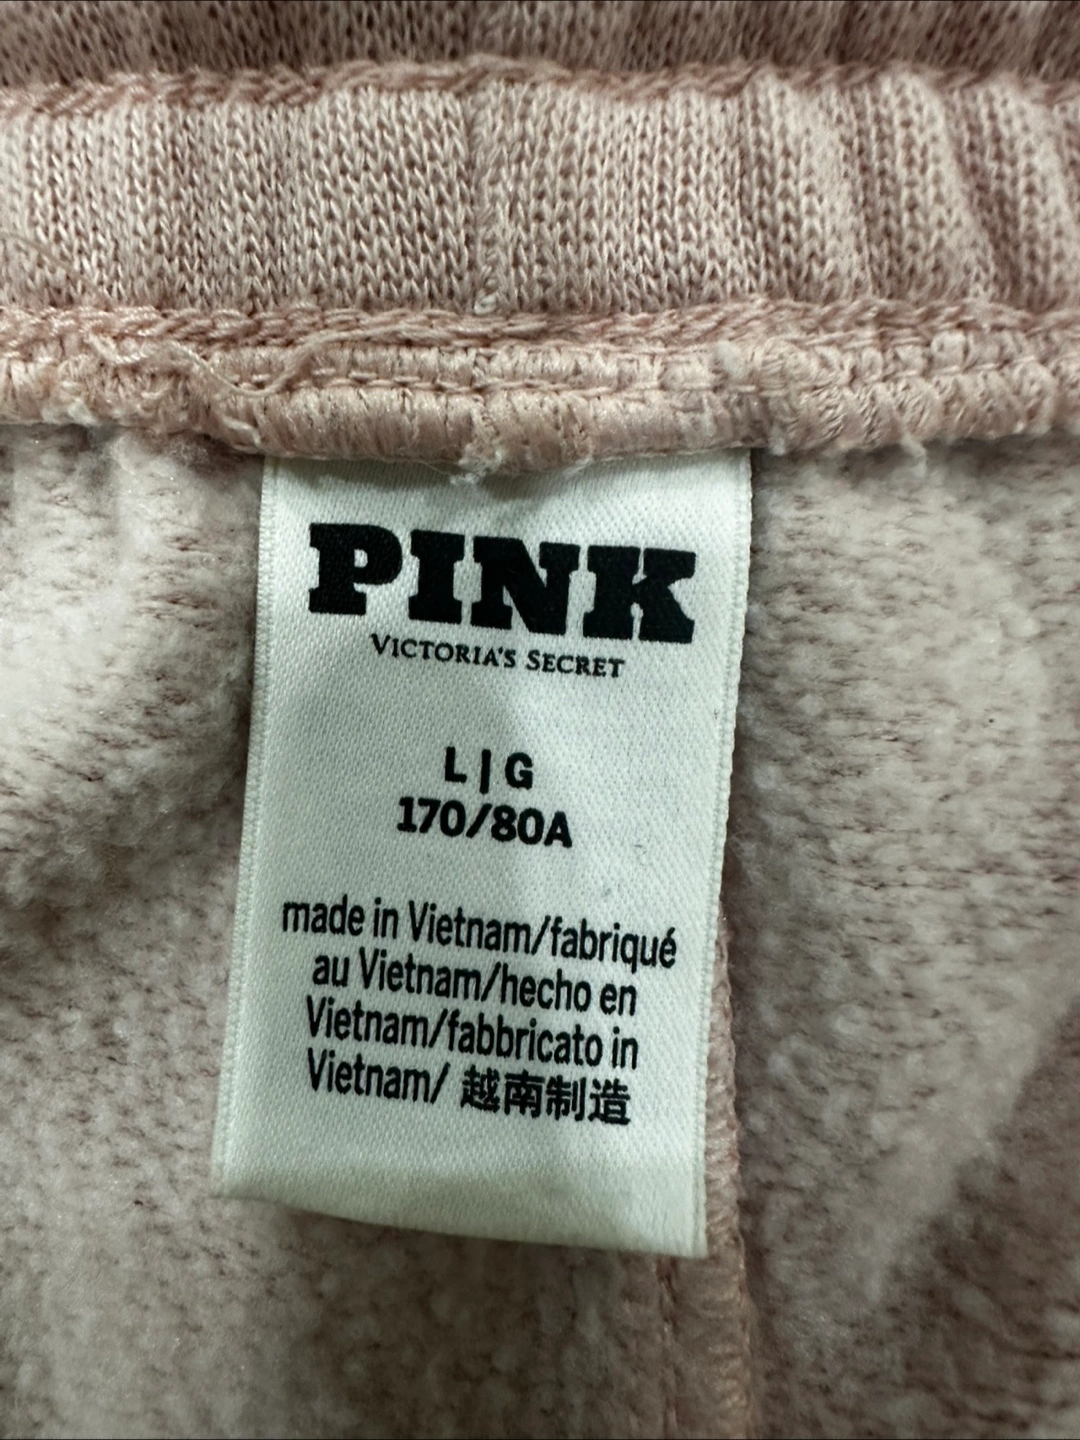 PINK
VICTORIA'S SECRET
L | G
170/80A
made in Vietnam/fabriqué
au Vietnam/hecho en
Vietnam/fabbricato in
Vietnam/ 越南制造